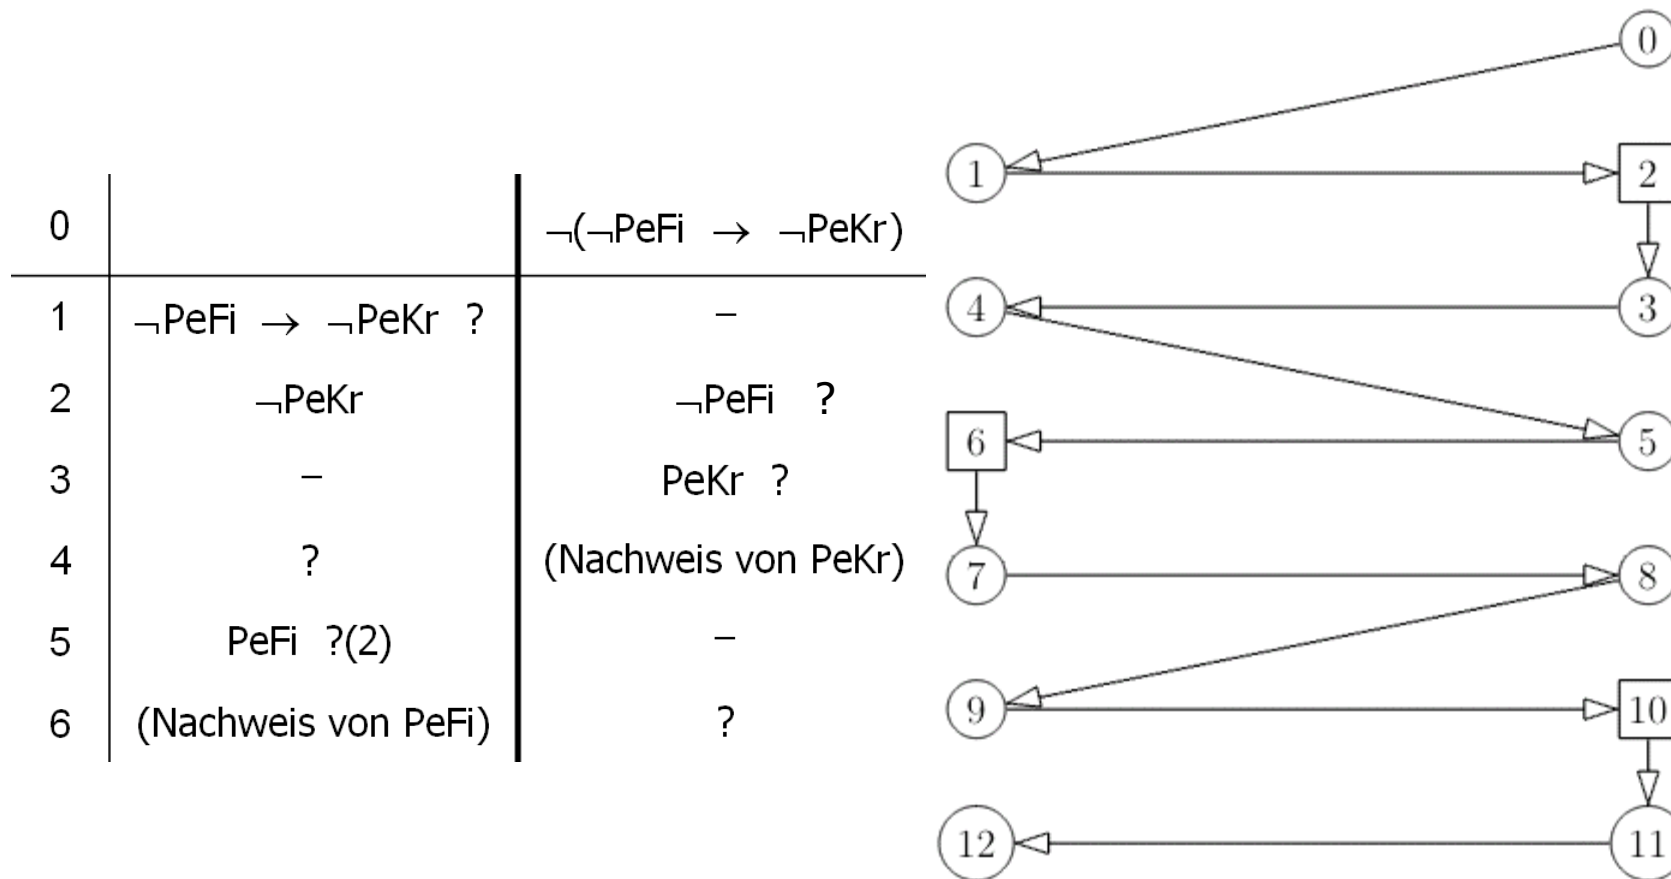 0 ¬(¬PeFi → ¬PeKr)
1 ¬PeFi → ¬PeKr ? –
2 ¬PeKr ¬PeFi ?
3 – PeKr ?
4 ? (Nachweis von PeKr)
5 PeFi ?(2) –
6 (Nachweis von PeFi) ?
0
1 2
4 3
6 5
7 8
9 10
12 11